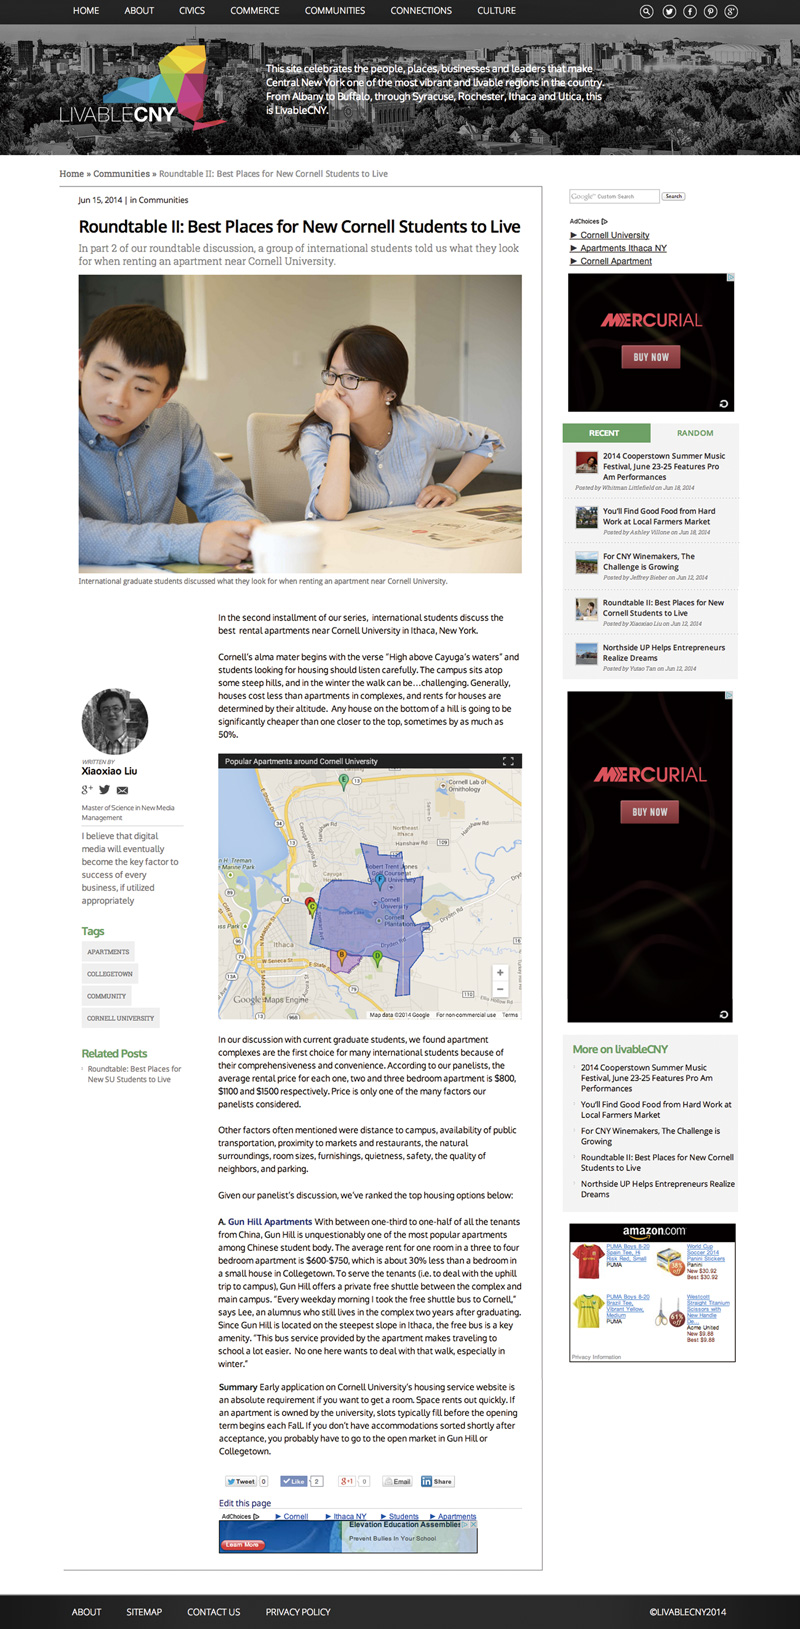 HOME ABOUT CIVICS COMMERCE COMMUNITIES CONNECTIONS CULTURE
LIVABLECNY
This site celebrates the people, places, businesses and leaders that make
Central New York one of the most vibrant and livable regions in the country.
From Albany to Buffalo, through Syracuse, Rochester, Ithaca and Utica, this
is LivableCNY.
Home » Communities » Roundtable II: Best Places for New Cornell Students to Live
Jun 15, 2014 | in Communities
Roundtable II: Best Places for New Cornell Students to Live
In part 2 of our roundtable discussion, a group of international students told us what they look
for when renting an apartment near Cornell University.
International graduate students discussed what they look for when renting an apartment near Cornell University.
In the second installment of our series, international students discuss the
best rental apartments near Cornell University in Ithaca, New York.
Cornell's alma mater begins with the verse "High above Cayuga's waters" and
students looking for housing should listen carefully. The campus sits atop
some steep hills, and in the winter the walk can be...challenging. Generally,
houses cost less than apartments in complexes, and rents for houses are
determined by their altitude. Any house on the bottom of a hill is going to be
significantly cheaper than one closer to the top, sometimes by as much as
50%.
WRITTEN BY
Xiaoxiao Liu
Master of Science in New Media
Management
I believe that digital
media will eventually
become the key factor to
success of every
business, if utilized
appropriately
Tags
APARTMENTS
COLLEGETOWN
COMMUNITY
CORNELL UNIVERSITY
Related Posts
Roundtable: Best Places for
New SU Students to Live
Popular Apartments around Cornell University
E
Cornell Lab of
Ornithology
Northeast
Ithaca
Hanshaw Rd
Cayuga Heights Rd
Cayuga
Heights
Robert Trent Jones
Golf Course at
Cornell University
F
Cornell
University
Cornell
Plantations
C
Ithaca
B
D
Dryden Rd
W Seneca St
E State St
Google Maps Engine
Map data ©2014 Google For non-commercial use Terms
In our discussion with current graduate students, we found apartment
complexes are the first choice for many international students because of
their comprehensiveness and convenience. According to our panelists, the
average rental price for each one, two and three bedroom apartment is $800,
$1100 and $1500 respectively. Price is only one of the many factors our
panelists considered.
Other factors often mentioned were distance to campus, availability of public
transportation, proximity to markets and restaurants, the natural
surroundings, room sizes, furnishings, quietness, safety, the quality of
neighbors, and parking.
Given our panelist's discussion, we've ranked the top housing options below:
A. Gun Hill Apartments With between one-third to one-half of all the tenants
from China, Gun Hill is unquestionably one of the most popular apartments
among Chinese student body. The average rent for one room in a three to four
bedroom apartment is $600-$750, which is about 30% less than a bedroom in
a small house in Collegetown. To serve the tenants (i.e. to deal with the uphill
trip to campus), Gun Hill offers a private free shuttle between the complex and
main campus. "Every weekday morning I took the free shuttle bus to Cornell,"
says Lee, an alumnus who still lives in the complex two years after graduating.
Since Gun Hill is located on the steepest slope in Ithaca, the free bus is a key
amenity. "This bus service provided by the apartment makes traveling to
school a lot easier. No one here wants to deal with that walk, especially in
winter."
Summary Early application on Cornell University's housing service website is
an absolute requirement if you want to get a room. Space rents out quickly. If
an apartment is owned by the university, slots typically fill before the opening
term begins each Fall. If you don't have accommodations sorted shortly after
acceptance, you probably have to go to the open market in Gun Hill or
Collegetown.
Tweet 0 Like 2 +1 0 Email Share
Edit this page
AdChoices Cornell Ithaca NY Students Apartments
Elevation Education Assemblies
Prevent Bullies In Your School
Learn More
Google Custom Search Search
AdChoices
Cornell University
Apartments Ithaca NY
Cornell Apartment
MERCURIAL
BUY NOW
RECENT RANDOM
2014 Cooperstown Summer Music
Festival, June 23-25 Features Pro
Am Performances
Posted by Whitman Littlefield on Jun 18, 2014
You'll Find Good Food from Hard
Work at Local Farmers Market
Posted by Ashley Villone on Jun 18, 2014
For CNY Winemakers, The
Challenge is Growing
Posted by Jeffrey Bieber on Jun 12, 2014
Roundtable II: Best Places for New
Cornell Students to Live
Posted by Xiaoxiao Liu on Jun 12, 2014
Northside UP Helps Entrepreneurs
Realize Dreams
Posted by Yutao Tan on Jun 12, 2014
MERCURIAL
BUY NOW
More on livableCNY
2014 Cooperstown Summer Music
Festival, June 23-25 Features Pro Am
Performances
You'll Find Good Food from Hard Work at
Local Farmers Market
For CNY Winemakers, The Challenge is
Growing
Roundtable II: Best Places for New Cornell
Students to Live
Northside UP Helps Entrepreneurs Realize
Dreams
amazon.com
PUMA Boys 8-20
Spain Tee, Hi
Risk Red, Small
PUMA
38% off
World Cup
Soccer 2014
Panini Stickers
Panini
New $30.92
Best $30.92
PUMA Boys 8-20
Brazil Tee,
Vibrant Yellow,
Medium
PUMA
61% off
Westcott
Straight Titanium
Scissors with
New Handle
De...
Acme United
New $9.88
Best $9.88
Privacy Information
ABOUT SITEMAP CONTACT US PRIVACY POLICY ©LIVABLECNY2014